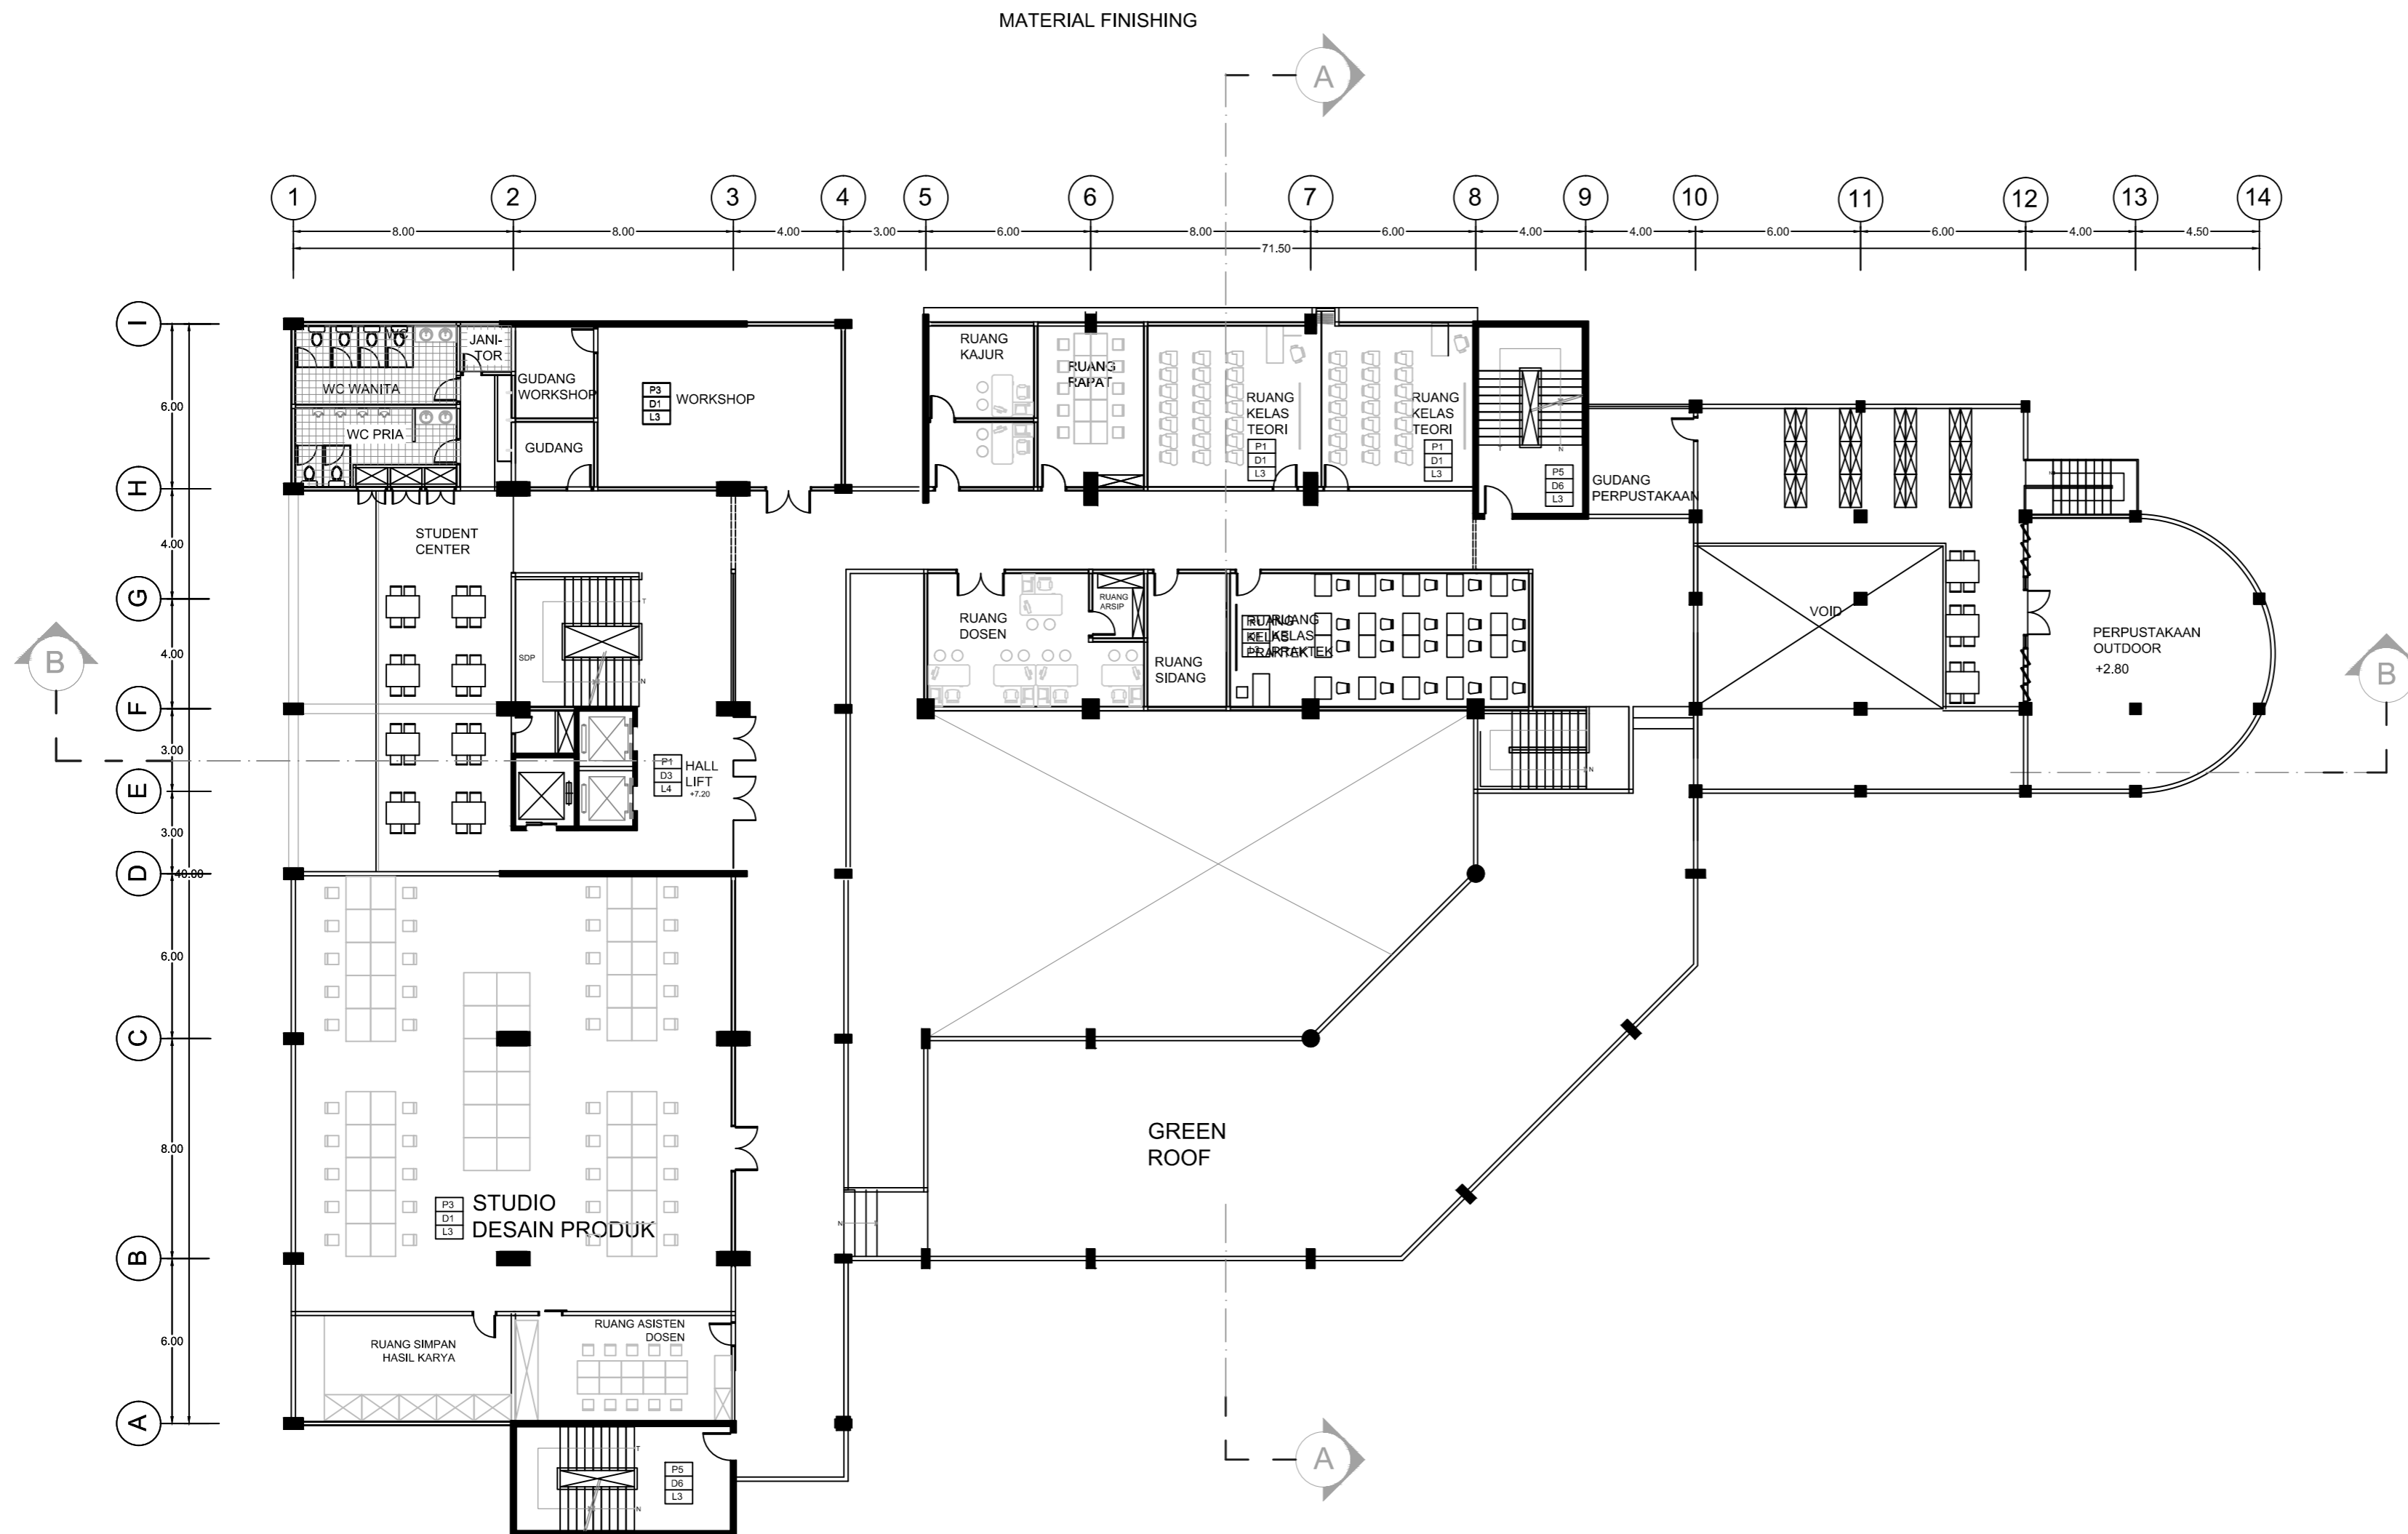 MATERIAL FINISHING
A
1
2
3
4
5
6
7
8
9
10
11
12
13
14
8.00
8.00
4.00
3.00
6.00
8.00
6.00
4.00
4.00
6.00
6.00
4.00
4.50
71.50
I
H
G
F
E
D
C
B
A
6.00
4.00
4.00
3.00
3.00
40.00
6.00
8.00
6.00
WC
WC WANITA
JANI-
TOR
WC PRIA
GUDANG
WORKSHOP
GUDANG
P3
D1
L3
WORKSHOP
RUANG
KAJUR
RUANG
RAPAT
RUANG
KELAS
TEORI
P1
D1
L3
RUANG
KELAS
TEORI
P1
D1
L3
P5
D6
L3
T
N
GUDANG
PERPUSTAKAAN
STUDENT
CENTER
T
SDP
N
RUANG
DOSEN
RUANG
ARSIP
RUANG
SIDANG
RUANG
KELAS
PRAKTEK
VOID
PERPUSTAKAAN
OUTDOOR
+2.80
B
B
P1
D3
L4
HALL
LIFT
+7.20
N
GREEN
ROOF
P3
D1
L3
STUDIO
DESAIN PRODUK
N
RUANG SIMPAN
HASIL KARYA
RUANG ASISTEN
DOSEN
T
N
P5
D6
L3
A